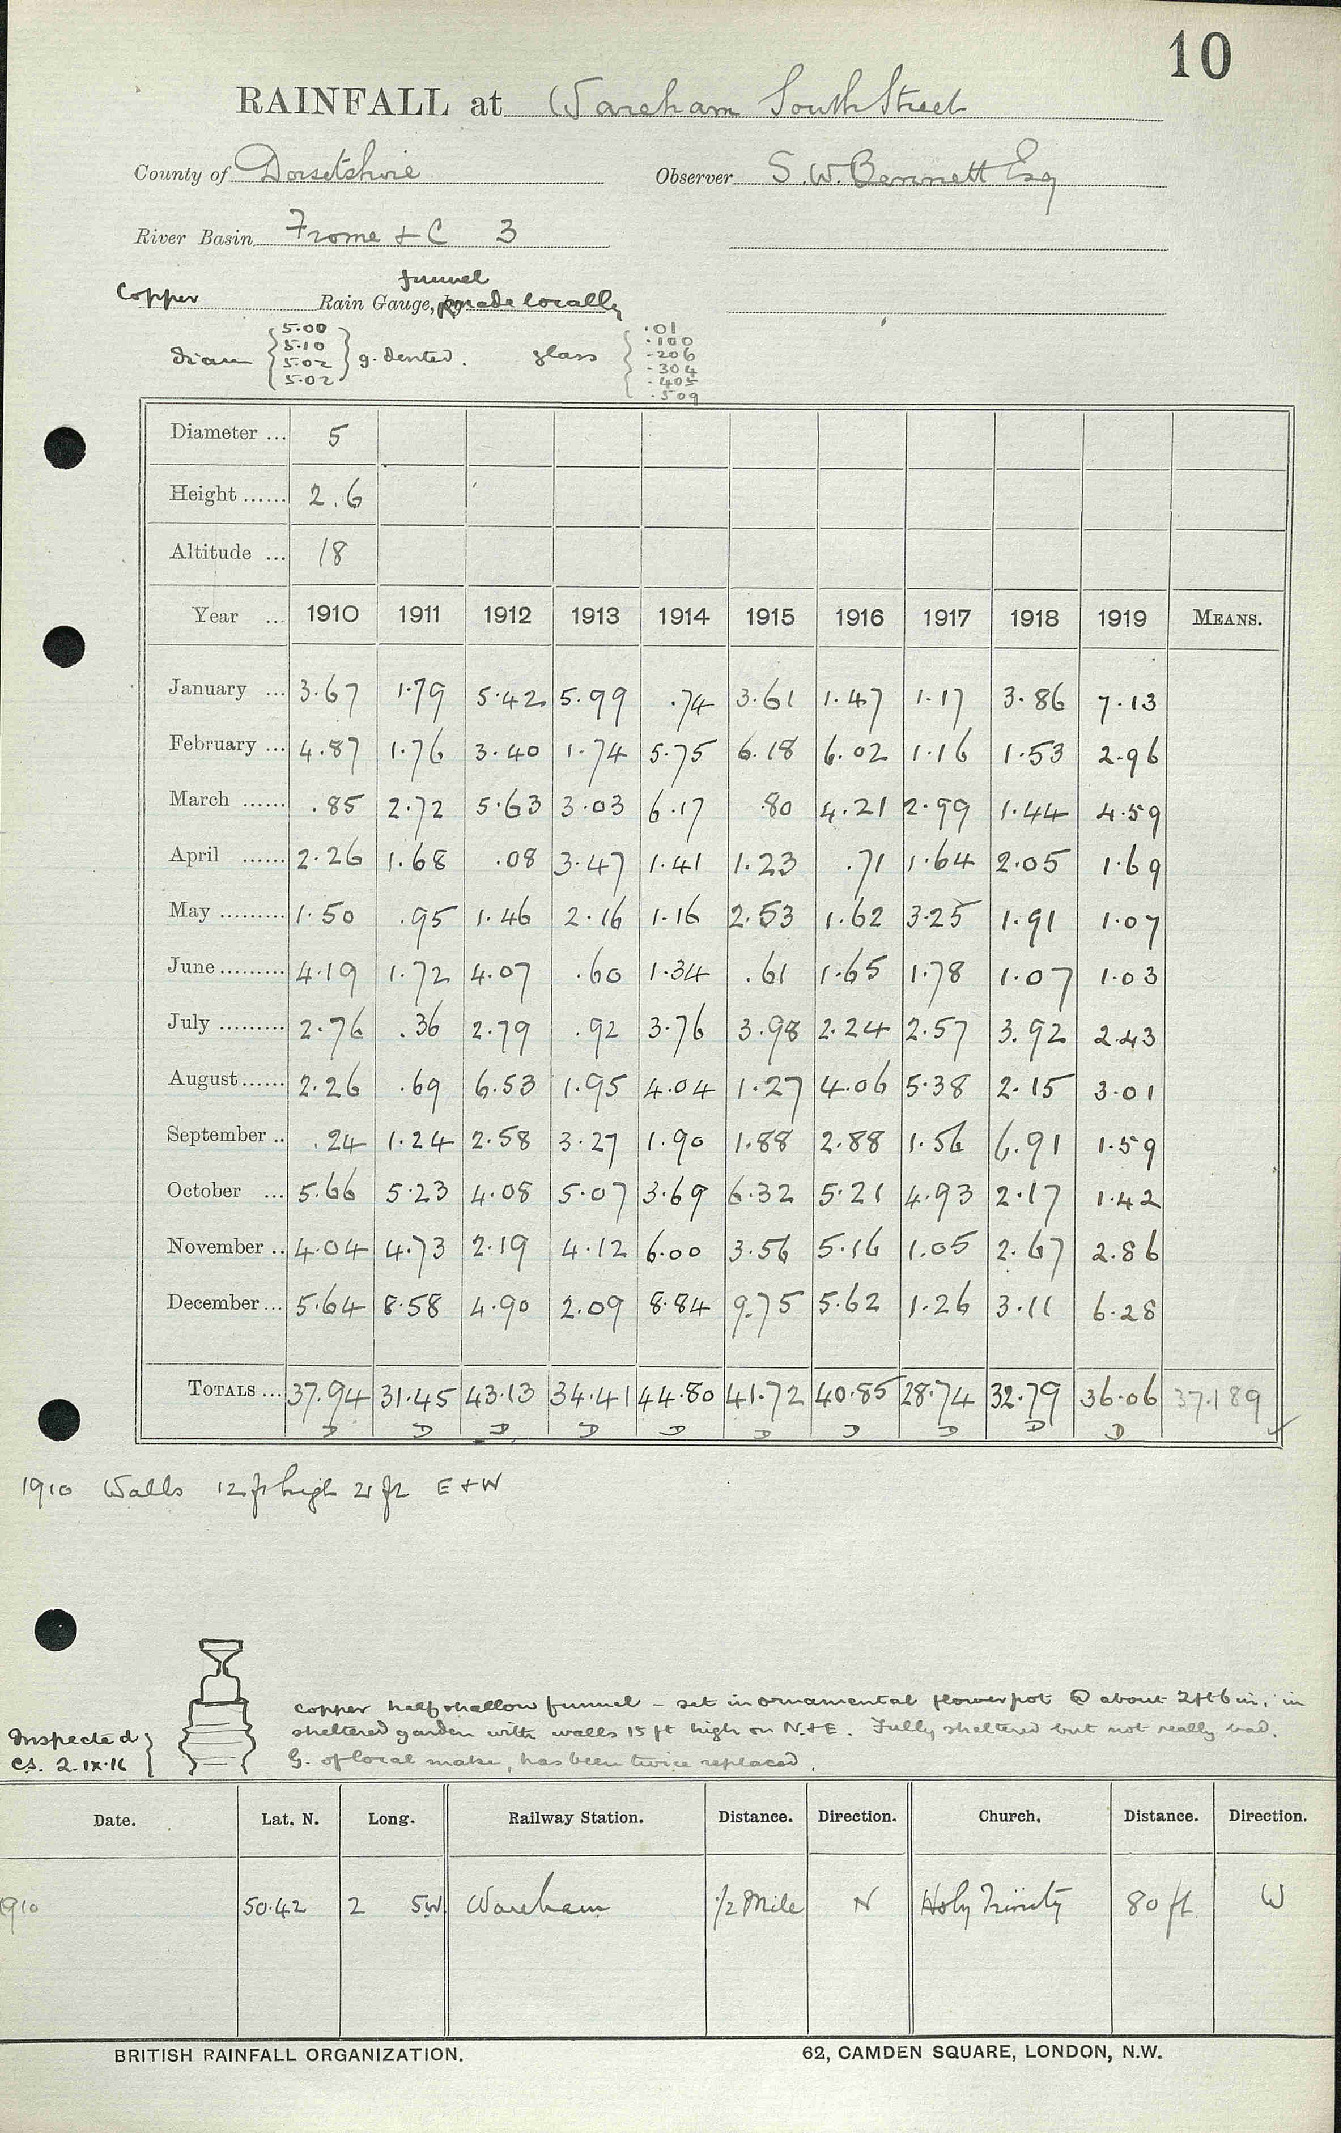 10
RAINFALL at Wareham South Street
County of Dorsetshire Observer S. W. Bennett Esq
River Basin Frome & C 3
funnel
Copper Rain Gauge, made locally
diam { 5.00 5.10 5.02 5.02 } g. dented. glass { .01 .100 .206 .304 .405 .509
Diameter ... 5
Height ...... 2.6
Altitude ... 18
Year ... 1910 1911 1912 1913 1914 1915 1916 1917 1918 1919 MEANS.
January ... 3.67 1.79 5.42 5.99 .74 3.61 1.47 1.17 3.86 7.13
February ... 4.87 1.76 3.40 1.74 5.75 6.18 6.02 1.16 1.53 2.96
March ...... .85 2.72 5.63 3.03 6.17 .80 4.21 2.99 1.44 4.59
April ...... 2.26 1.68 .08 3.47 1.41 1.23 .71 1.64 2.05 1.69
May ......... 1.50 .95 1.46 2.16 1.16 2.53 1.62 3.25 1.91 1.07
June ......... 4.19 1.72 4.07 .60 1.34 .61 1.65 1.78 1.07 1.03
July ......... 2.76 .36 2.79 .92 3.76 3.98 2.24 2.57 3.92 2.43
August ...... 2.26 .69 6.53 1.95 4.04 1.27 4.06 5.38 2.15 3.01
September .. .24 1.24 2.58 3.27 1.90 1.88 2.88 1.56 6.91 1.59
October ... 5.66 5.23 4.08 5.07 3.69 6.32 5.21 4.93 2.17 1.42
November .. 4.04 4.73 2.19 4.12 6.00 3.56 5.16 1.05 2.67 2.86
December ... 5.64 8.58 4.90 2.09 8.84 9.75 5.62 1.26 3.11 6.28
TOTALS ... 37.94 31.45 43.13 34.41 44.80 41.72 40.85 28.74 32.79 36.06 37.189
D D D D D D D D D D
1910 Walls 12 ft high 21 ft E & W
copper half shallow funnel – set in ornamental flowerpot @ about 2ft 6in, in
sheltered garden with walls 15 ft high on N. & E. Fully sheltered but not really bad.
G. of local make, has been twice replaced.
Inspected
C.S. 2.IX.16
Date. Lat. N. Long. Railway Station. Distance. Direction. Church. Distance. Direction.
1910 50.42 2 5W Wareham 1/2 Mile N Holy Trinity 80 ft W
BRITISH RAINFALL ORGANIZATION. 62, CAMDEN SQUARE, LONDON, N.W.